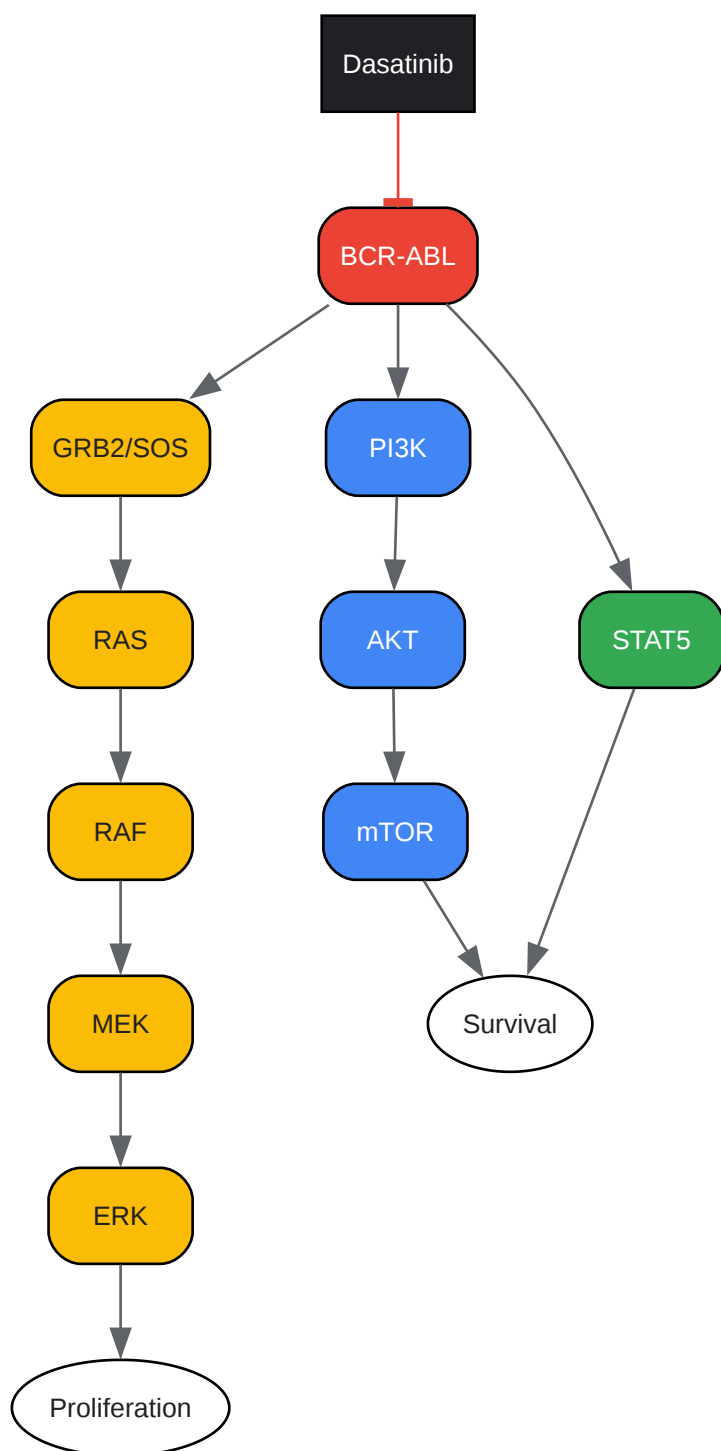 Dasatinib
BCR-ABL
GRB2/SOS
PI3K
RAS
AKT
STAT5
RAF
mTOR
MEK
Survival
ERK
Proliferation